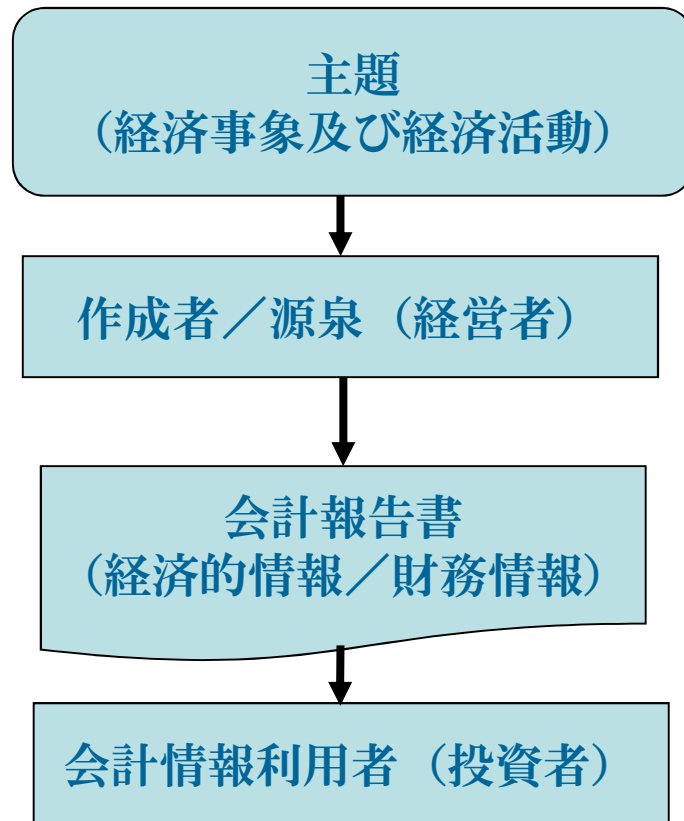 主題
（経済事象及び経済活動）
作成者／源泉（経営者）
会計報告書
（経済的情報／財務情報）
会計情報利用者（投資者）